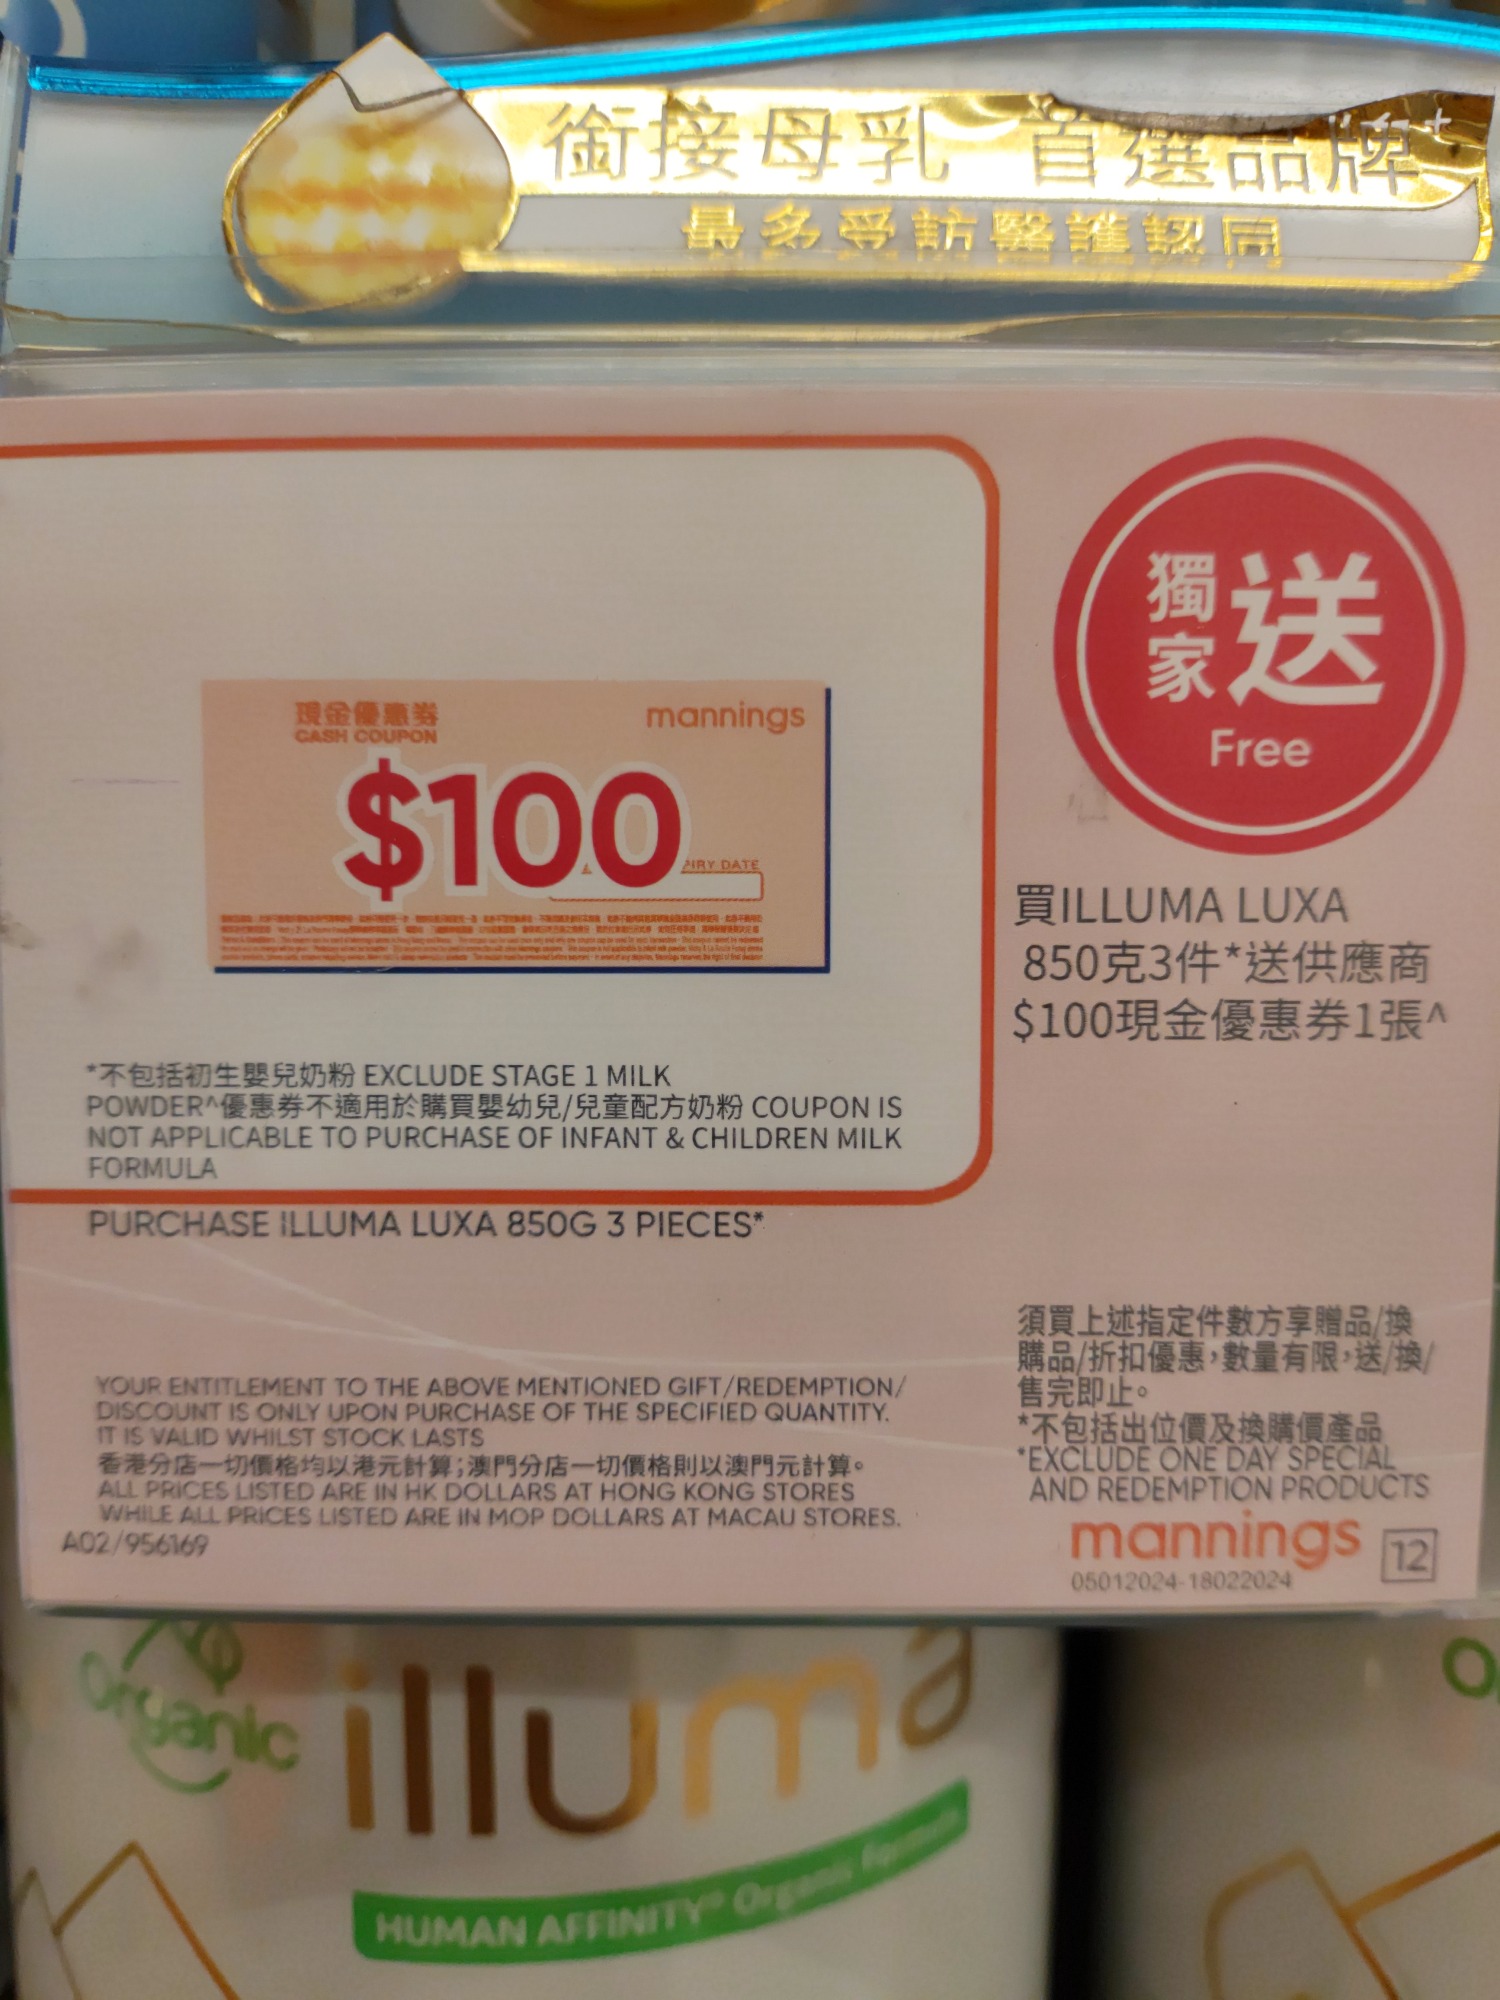 銜接母乳 首選品牌
最多受訪醫護認同
現金優惠券
CASH COUPON
mannings
$100
PIRY DATE
*不包括初生嬰兒奶粉 EXCLUDE STAGE 1 MILK
POWDER^優惠券不適用於購買嬰幼兒/兒童配方奶粉 COUPON IS
NOT APPLICABLE TO PURCHASE OF INFANT & CHILDREN MILK
FORMULA
PURCHASE ILLUMA LUXA 850G 3 PIECES*
獨家送
Free
買ILLUMA LUXA
850克3件*送供應商
$100現金優惠券1張^
YOUR ENTITLEMENT TO THE ABOVE MENTIONED GIFT/REDEMPTION/
DISCOUNT IS ONLY UPON PURCHASE OF THE SPECIFIED QUANTITY.
IT IS VALID WHILST STOCK LASTS
香港分店一切價格均以港元計算;澳門分店一切價格則以澳門元計算。
ALL PRICES LISTED ARE IN HK DOLLARS AT HONG KONG STORES
WHILE ALL PRICES LISTED ARE IN MOP DOLLARS AT MACAU STORES.
A02/956169
須買上述指定件數方享贈品/換
購品/折扣優惠,數量有限,送/換/
售完即止。
*不包括出位價及換購價產品
*EXCLUDE ONE DAY SPECIAL
AND REDEMPTION PRODUCTS
mannings 12
05012024-18022024
Organic
illuma
HUMAN AFFINITY® Organic Formula